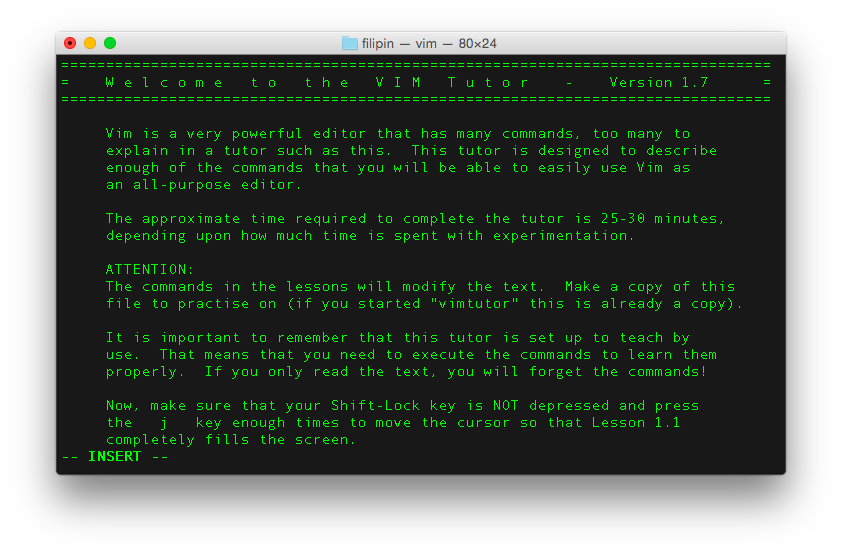 filipin — vim — 80×24
===============================================================================
=    W e l c o m e   t o   t h e   V I M   T u t o r    -    Version 1.7      =
===============================================================================
Vim is a very powerful editor that has many commands, too many to
explain in a tutor such as this.  This tutor is designed to describe
enough of the commands that you will be able to easily use Vim as
an all-purpose editor.
The approximate time required to complete the tutor is 25-30 minutes,
depending upon how much time is spent with experimentation.
ATTENTION:
The commands in the lessons will modify the text.  Make a copy of this
file to practise on (if you started "vimtutor" this is already a copy).
It is important to remember that this tutor is set up to teach by
use.  That means that you need to execute the commands to learn them
properly.  If you only read the text, you will forget the commands!
Now, make sure that your Shift-Lock key is NOT depressed and press
the   j   key enough times to move the cursor so that Lesson 1.1
completely fills the screen.
-- INSERT --